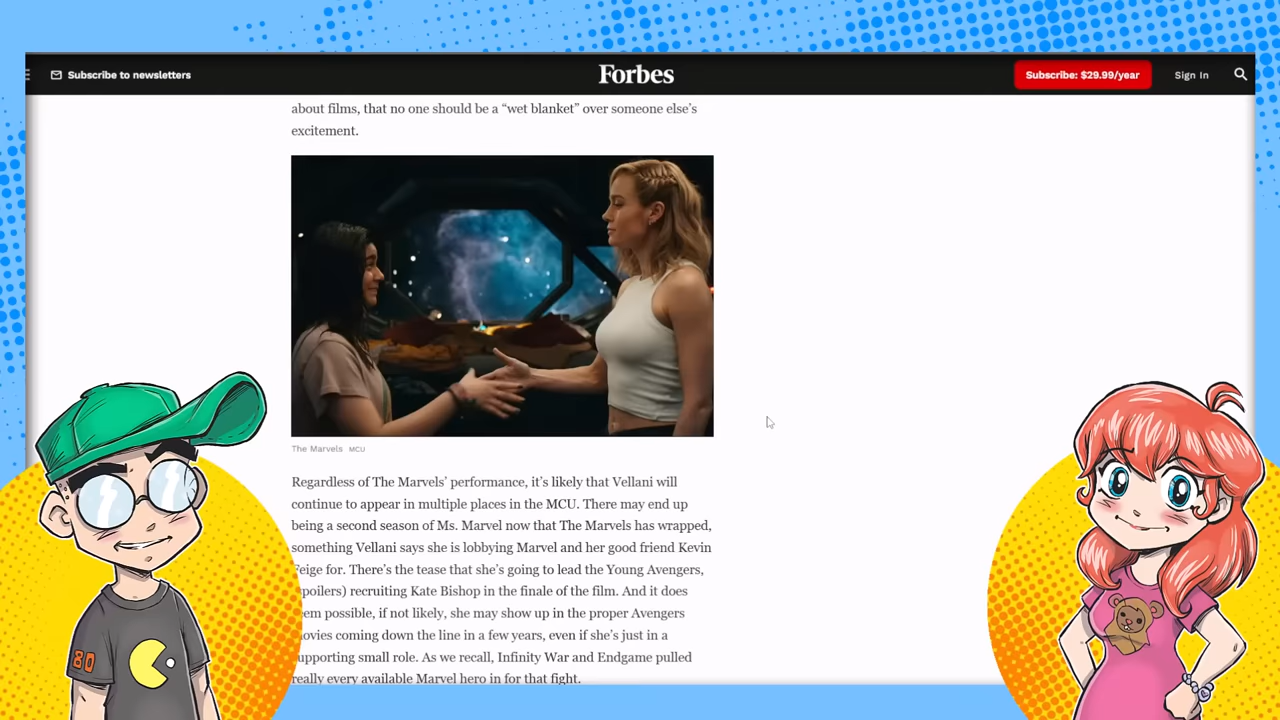 Subscribe to newsletters
Forbes
Subscribe: $29.99/year
Sign In
about films, that no one should be a “wet blanket” over someone else’s
excitement.
The Marvels MCU
Regardless of The Marvels’ performance, it’s likely that Vellani will
continue to appear in multiple places in the MCU. There may end up
being a second season of Ms. Marvel now that The Marvels has wrapped,
something Vellani says she is lobbying Marvel and her good friend Kevin
Feige for. There’s the tease that she’s going to lead the Young Avengers,
spoilers) recruiting Kate Bishop in the finale of the film. And it does
seem possible, if not likely, she may show up in the proper Avengers
movies coming down the line in a few years, even if she’s just in a
supporting small role. As we recall, Infinity War and Endgame pulled
really every available Marvel hero in for that fight.
80